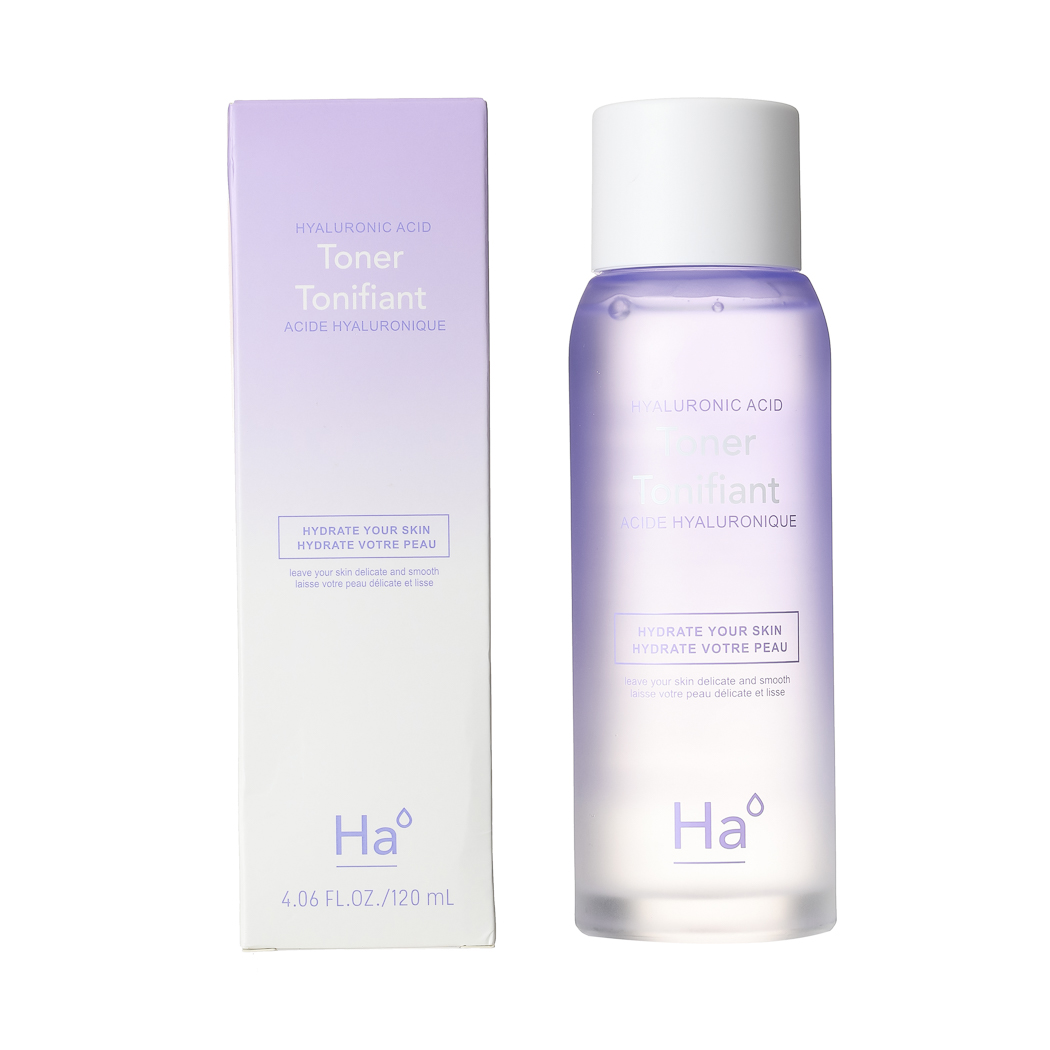 HYALURONIC ACID
Toner
Tonifiant
ACIDE HYALURONIQUE
HYDRATE YOUR SKIN
HYDRATE VOTRE PEAU
leave your skin delicate and smooth
laisse votre peau délicate et lisse
Ha
4.06 FL.OZ./120 mL
HYALURONIC ACID
Toner
Tonifiant
ACIDE HYALURONIQUE
HYDRATE YOUR SKIN
HYDRATE VOTRE PEAU
leave your skin delicate and smooth
laisse votre peau délicate et lisse
Ha